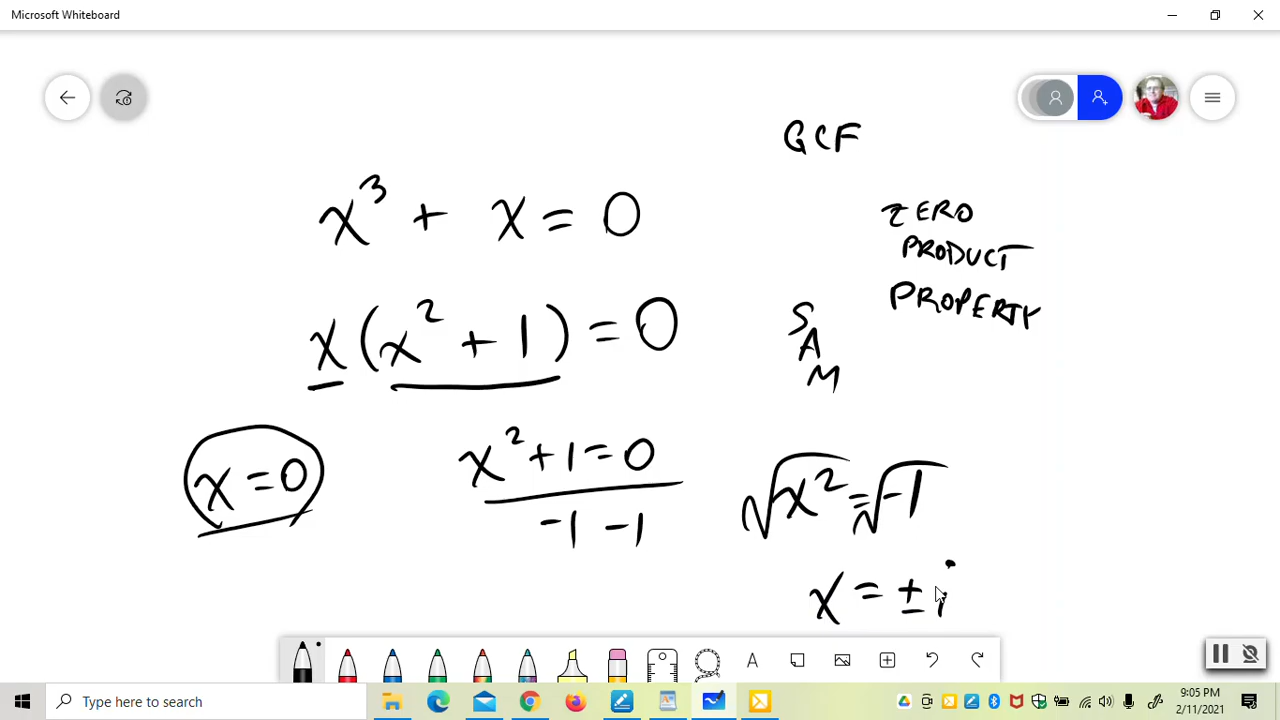 Microsoft Whiteboard
GCF
x³ + x = 0
ZERO
PRODUCT
PROPERTY
x(x² + 1) = 0
S
A
M
x = 0
x² + 1 = 0
-1 -1
√x² = √-1
x = ± i
A
Type here to search
9:05 PM
2/11/2021